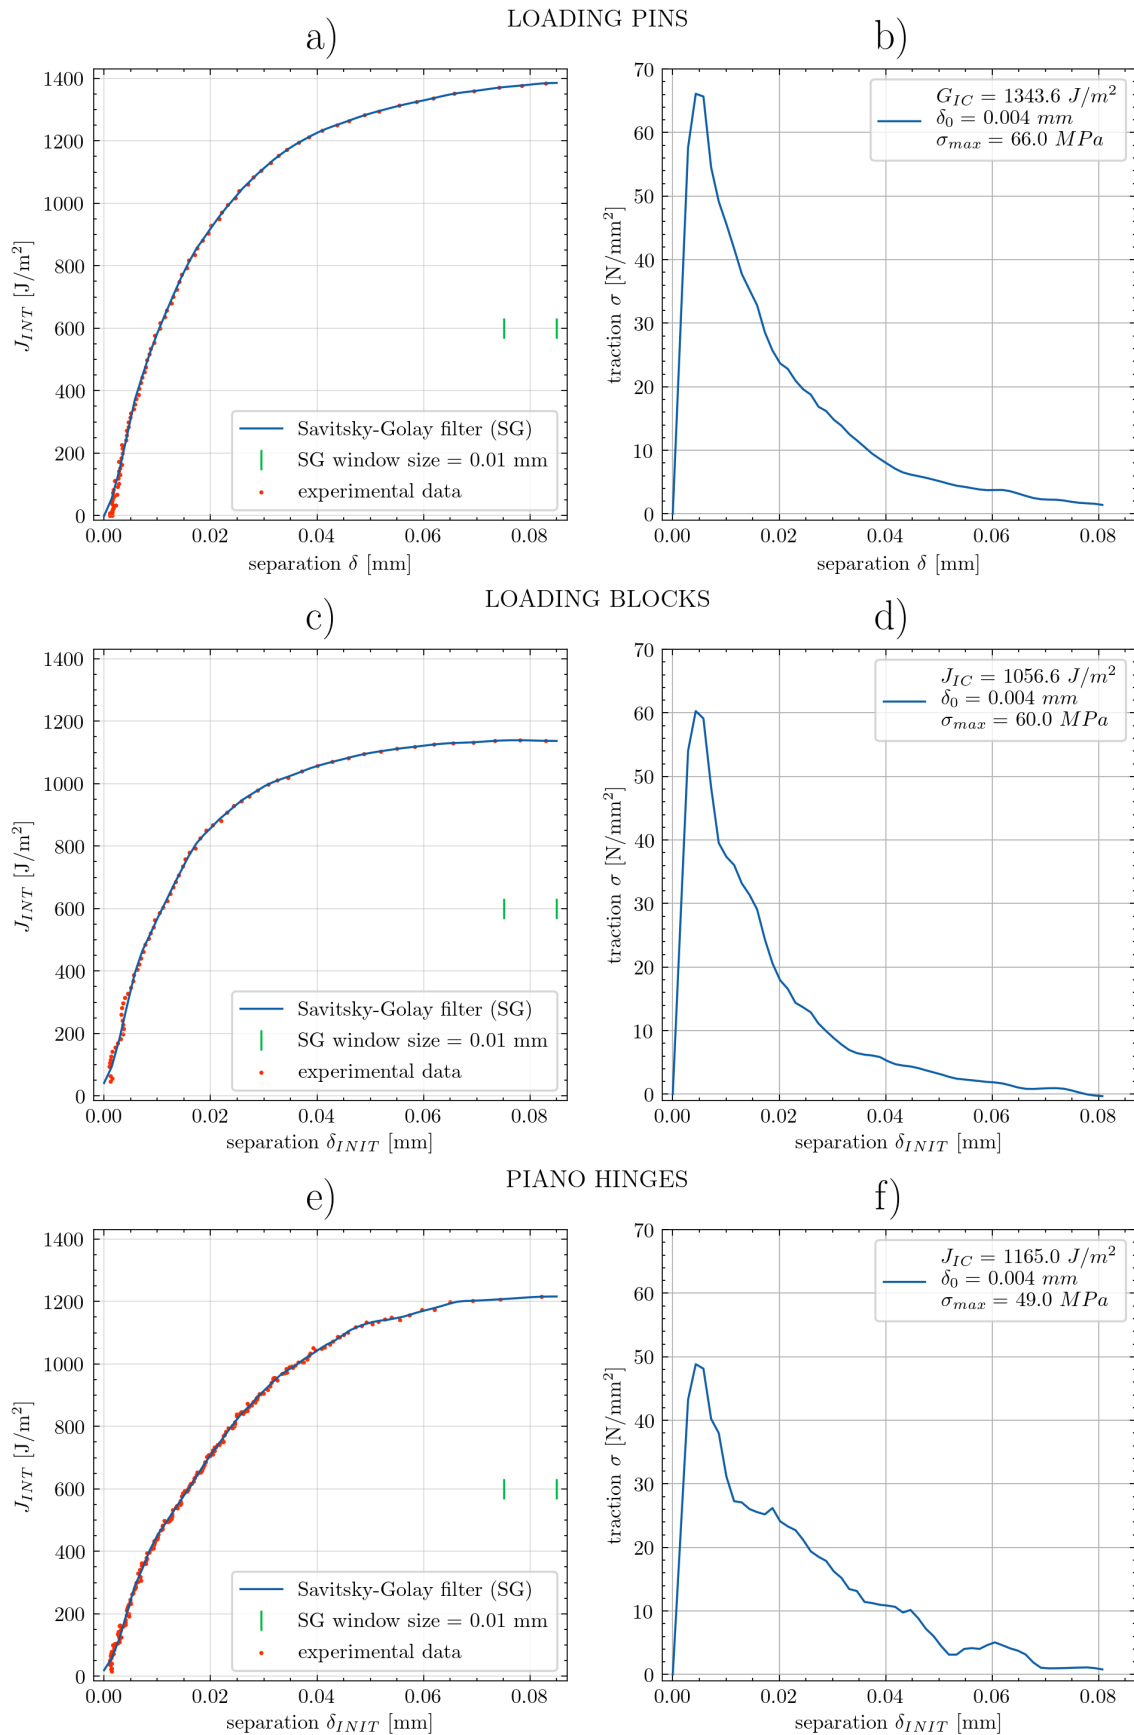 LOADING PINS
a)
b)
1400
1200
1000
800
600
400
200
0
J_INT [J/m²]
Savitsky-Golay filter (SG)
SG window size = 0.01 mm
experimental data
0.00 0.02 0.04 0.06 0.08
separation δ [mm]
70
60
50
40
30
20
10
0
traction σ [N/mm²]
G_IC = 1343.6 J/m²
δ₀ = 0.004 mm
σ_max = 66.0 MPa
0.00 0.02 0.04 0.06 0.08
separation δ [mm]
LOADING BLOCKS
c)
d)
1400
1200
1000
800
600
400
200
0
J_INT [J/m²]
Savitsky-Golay filter (SG)
SG window size = 0.01 mm
experimental data
0.00 0.02 0.04 0.06 0.08
separation δ_INIT [mm]
70
60
50
40
30
20
10
0
traction σ [N/mm²]
J_IC = 1056.6 J/m²
δ₀ = 0.004 mm
σ_max = 60.0 MPa
0.00 0.02 0.04 0.06 0.08
separation δ_INIT [mm]
PIANO HINGES
e)
f)
1400
1200
1000
800
600
400
200
0
J_INT [J/m²]
Savitsky-Golay filter (SG)
SG window size = 0.01 mm
experimental data
0.00 0.02 0.04 0.06 0.08
separation δ_INIT [mm]
70
60
50
40
30
20
10
0
traction σ [N/mm²]
J_IC = 1165.0 J/m²
δ₀ = 0.004 mm
σ_max = 49.0 MPa
0.00 0.02 0.04 0.06 0.08
separation δ_INIT [mm]